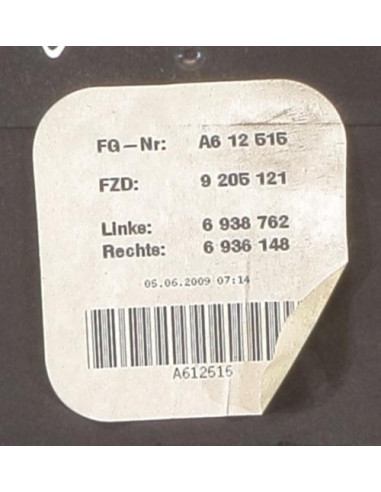 FG-Nr: A6 12 515
FZD: 9 205 121
Links: 6 938 762
Rechts: 6 936 148
05.06.2009 07:14
A612515